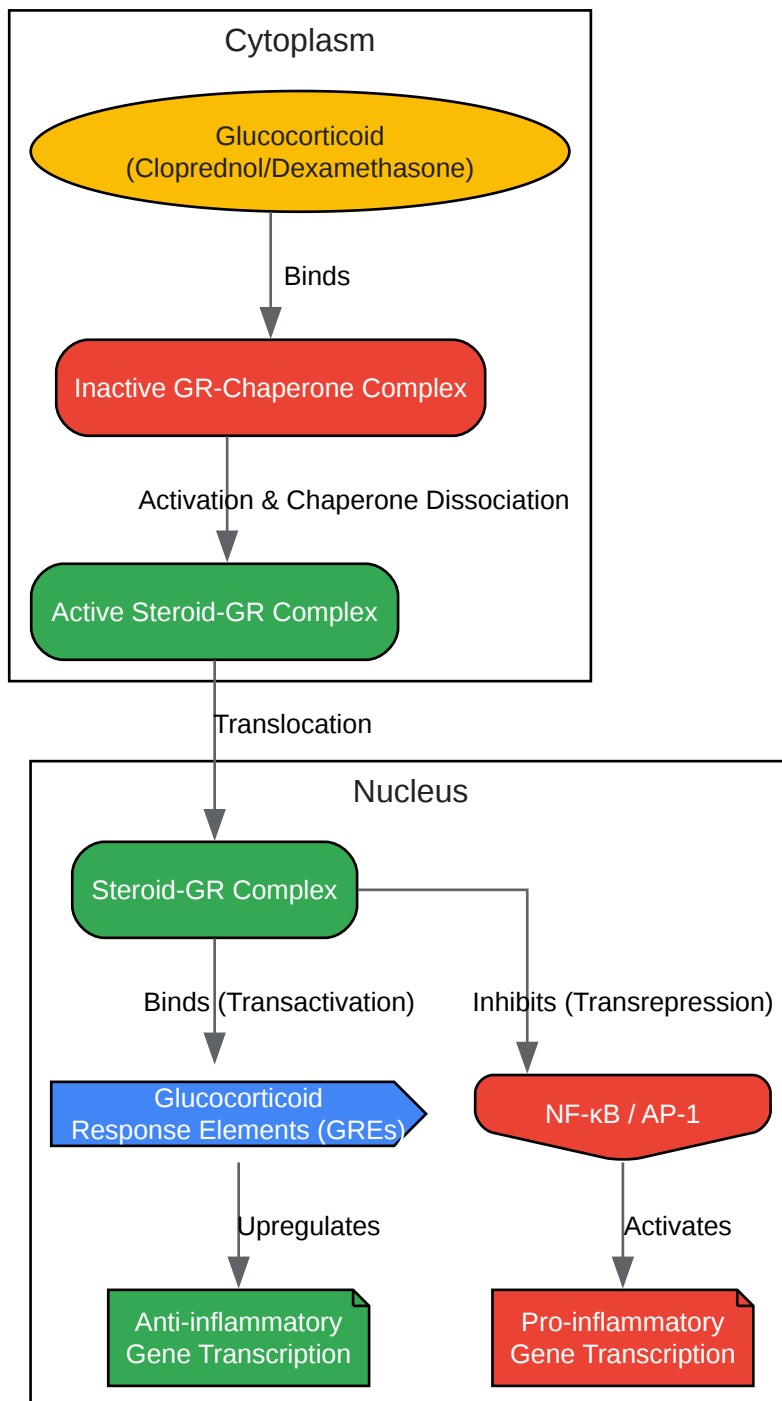 Cytoplasm
Glucocorticoid
(Cloprednol/Dexamethasone)
Binds
Inactive GR-Chaperone Complex
Activation & Chaperone Dissociation
Active Steroid-GR Complex
Translocation
Nucleus
Steroid-GR Complex
Binds (Transactivation)
Inhibits (Transrepression)
Glucocorticoid
Response Elements (GREs)
NF-κB / AP-1
Upregulates
Activates
Anti-inflammatory
Gene Transcription
Pro-inflammatory
Gene Transcription